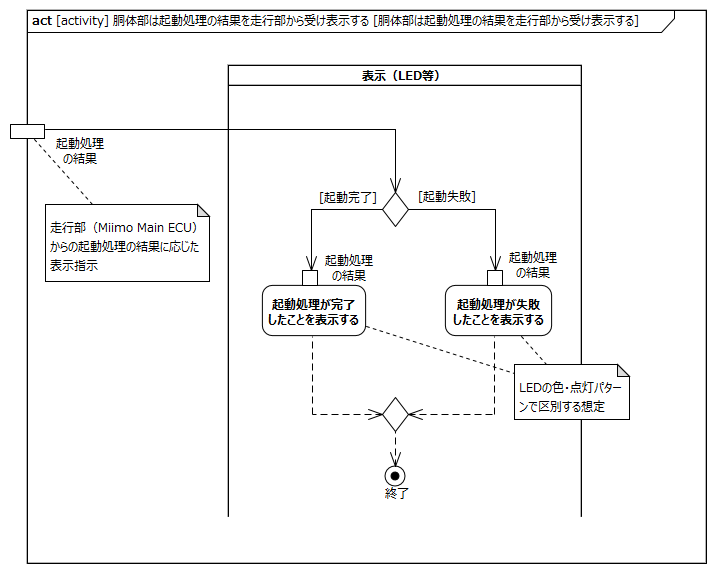 act [activity] 胴体部は起動処理の結果を走行部から受け表示する [胴体部は起動処理の結果を走行部から受け表示する]
表示（LED等）
起動処理
の結果
[起動完了]
[起動失敗]
走行部（Miimo Main ECU）
からの起動処理の結果に応じた
表示指示
起動処理
の結果
起動処理
の結果
起動処理が完了
したことを表示する
起動処理が失敗
したことを表示する
LEDの色・点灯パター
ンで区別する想定
終了